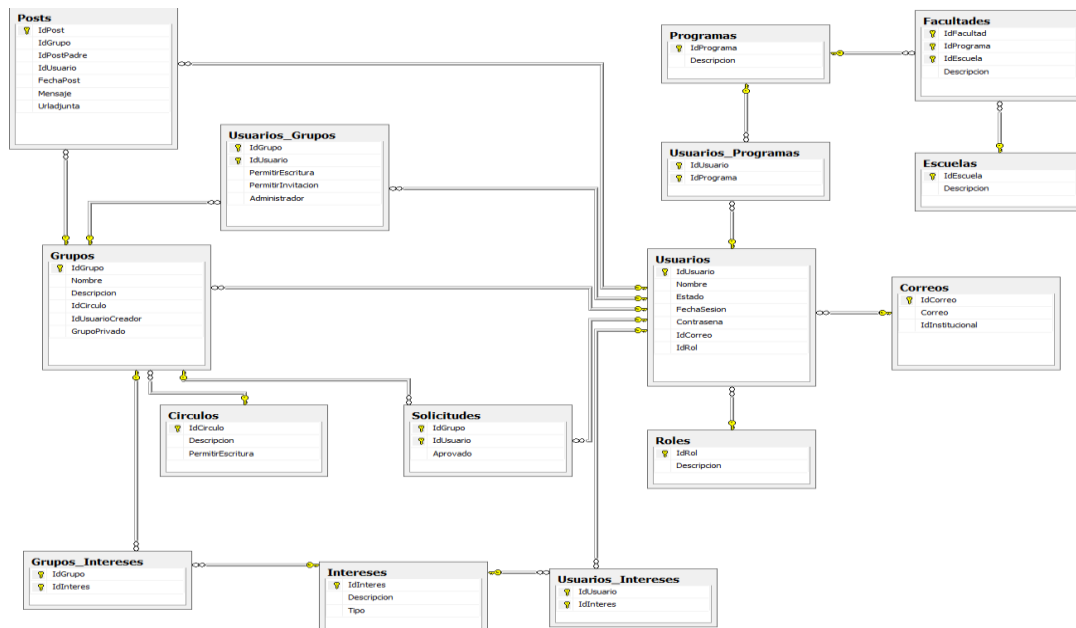 Posts
IdPost
IdGrupo
IdPostPadre
IdUsuario
FechaPost
Mensaje
Urladjunta
Usuarios_Grupos
IdGrupo
IdUsuario
PermitirEscritura
PermitirInvitacion
Administrador
Grupos
IdGrupo
Nombre
Descripcion
IdCirculo
IdUsuarioCreador
GrupoPrivado
Circulos
IdCirculo
Descripcion
PermitirEscritura
Solicitudes
IdGrupo
IdUsuario
Aprovado
Grupos_Intereses
IdGrupo
IdInteres
Intereses
IdInteres
Descripcion
Tipo
Usuarios_Intereses
IdUsuario
IdInteres
Programas
IdPrograma
Descripcion
Facultades
IdFacultad
IdPrograma
IdEscuela
Descripcion
Usuarios_Programas
IdUsuario
IdPrograma
Escuelas
IdEscuela
Descripcion
Usuarios
IdUsuario
Nombre
Estado
FechaSesion
Contrasena
IdCorreo
IdRol
Correos
IdCorreo
Correo
IdInstitucional
Roles
IdRol
Descripcion